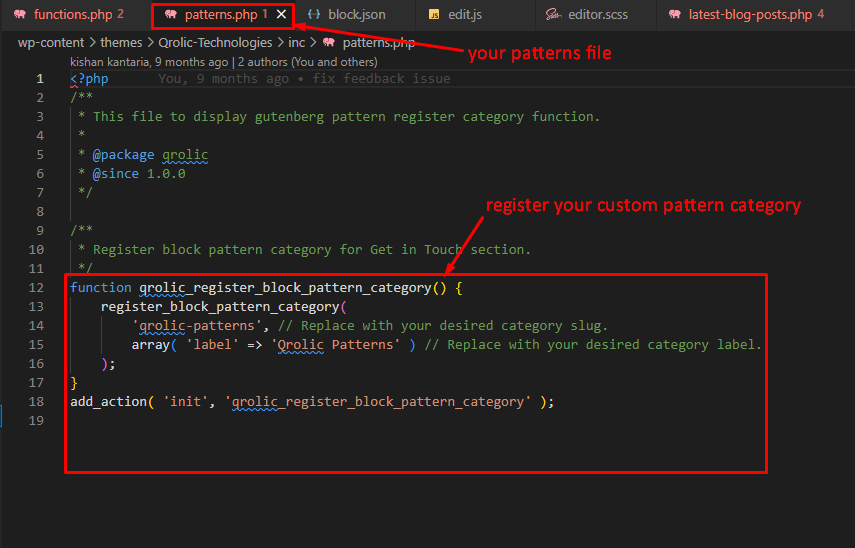 functions.php 2 patterns.php 1 block.json edit.js editor.scss latest-blog-posts.php 4
wp-content > themes > Qrolic-Technologies > inc > patterns.php
your patterns file
kishan kantaria, 9 months ago | 2 authors (You and others)
1 <?php You, 9 months ago • fix feedback issue
2 /**
3 * This file to display gutenberg pattern register category function.
4 *
5 * @package qrolic
6 * @since 1.0.0
7 */
8
register your custom pattern category
9 /**
10 * Register block pattern category for Get in Touch section.
11 */
12 function qrolic_register_block_pattern_category() {
13 register_block_pattern_category(
14 'qrolic-patterns', // Replace with your desired category slug.
15 array( 'label' => 'Qrolic Patterns' ) // Replace with your desired category label.
16 );
17 }
18 add_action( 'init', 'qrolic_register_block_pattern_category' );
19